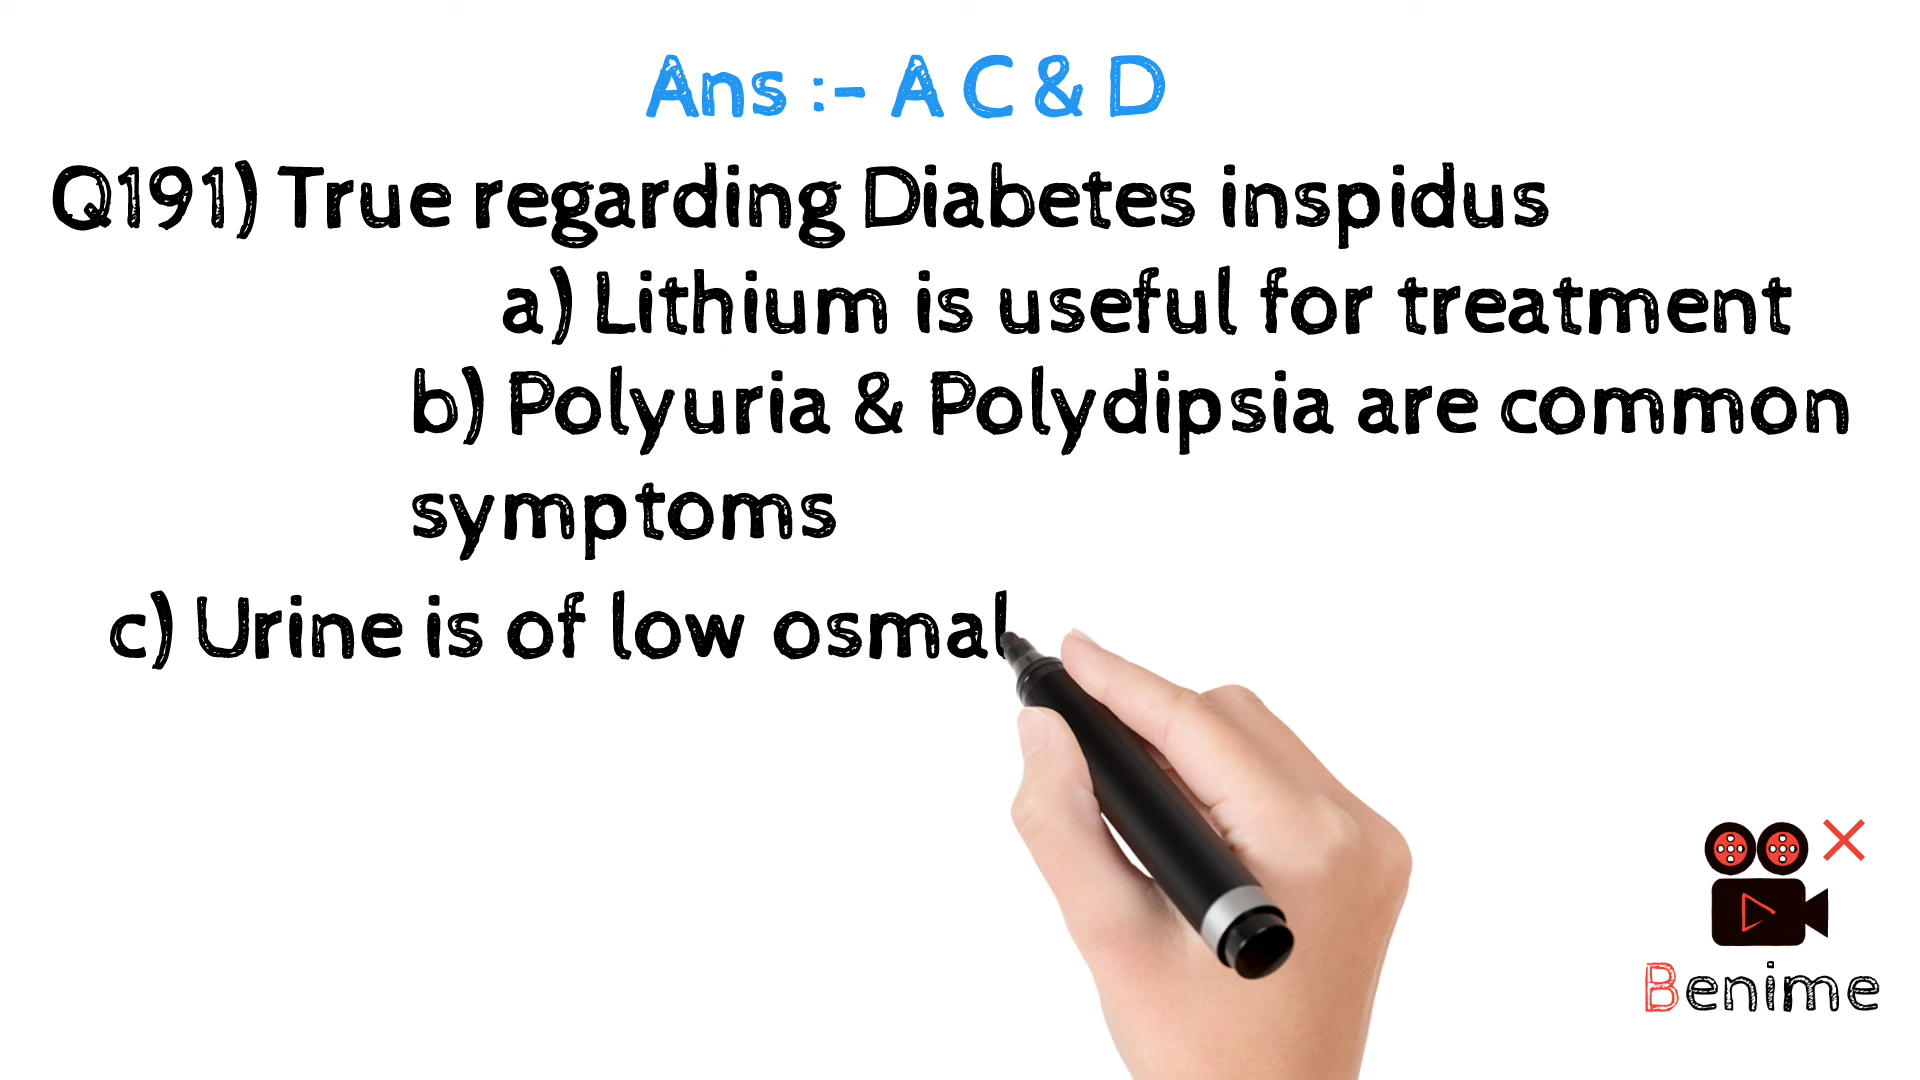 Ans :- A C & D
Q191) True regarding Diabetes inspidus
a) Lithium is useful for treatment
b) Polyuria & Polydipsia are common
symptoms
c) Urine is of low osmal
Benime